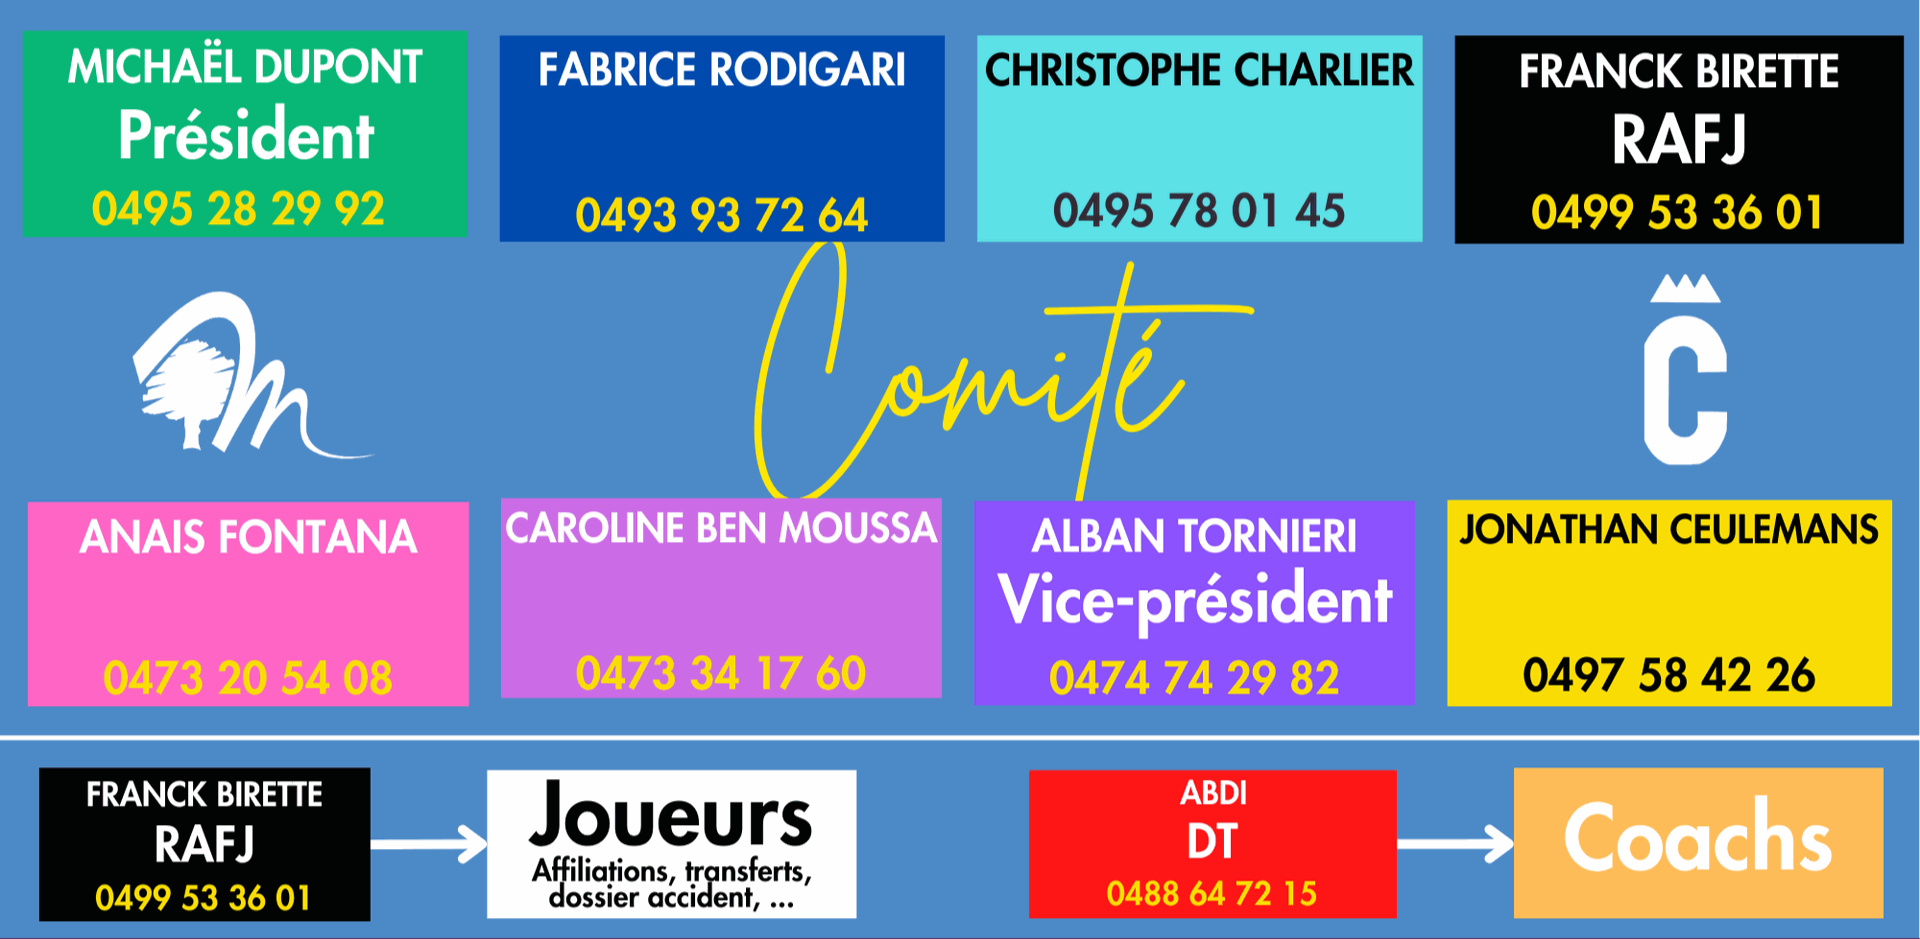 MICHAËL DUPONT
Président
0495 28 29 92
FABRICE RODIGARI
0493 93 72 64
CHRISTOPHE CHARLIER
0495 78 01 45
FRANCK BIRETTE
RAFJ
0499 53 36 01
m
Comité
C
ANAIS FONTANA
0473 20 54 08
CAROLINE BEN MOUSSA
0473 34 17 60
ALBAN TORNIERI
Vice-président
0474 74 29 82
JONATHAN CEULEMANS
0497 58 42 26
FRANCK BIRETTE
RAFJ
0499 53 36 01
Joueurs
Affiliations, transferts,
dossier accident, ...
ABDI
DT
0488 64 72 15
Coachs